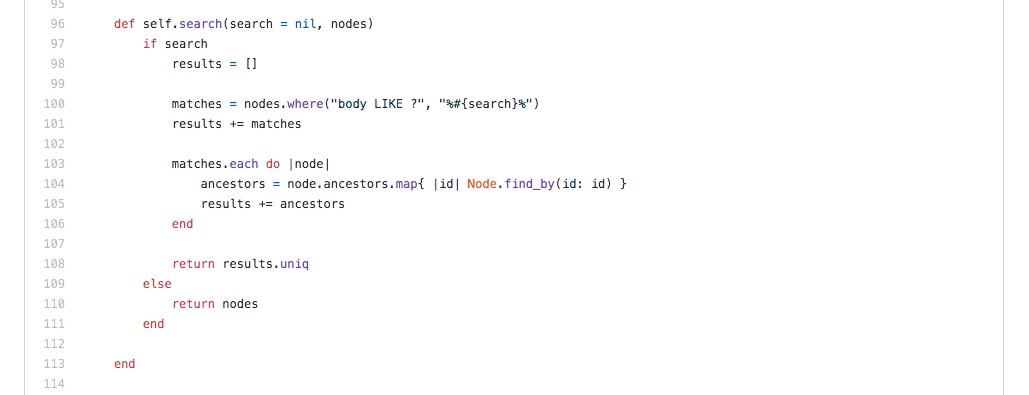 95
96 def self.search(search = nil, nodes)
97 if search
98 results = []
99
100 matches = nodes.where("body LIKE ?", "%#{search}%")
101 results += matches
102
103 matches.each do |node|
104 ancestors = node.ancestors.map{ |id| Node.find_by(id: id) }
105 results += ancestors
106 end
107
108 return results.uniq
109 else
110 return nodes
111 end
112
113 end
114